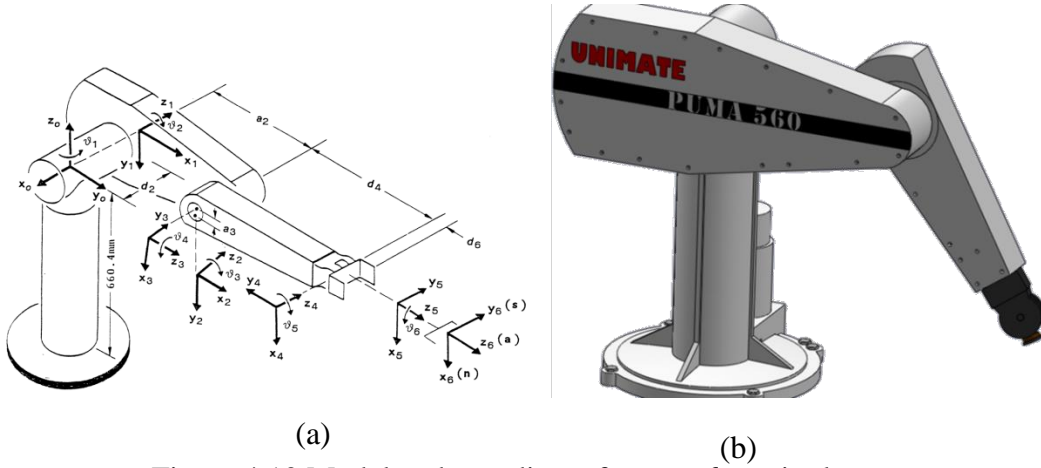 z₁
ϑ₂
a₂
z₀
ϑ₁
x₁
y₁
d₄
x₀
y₀
d₂
y₃
a₃
d₆
ϑ₄
z₃
z₂
ϑ₃
x₃
x₂
y₄
z₄
y₅
y₂
ϑ₅
z₅
ϑ₆
y₆(s)
x₄
x₅
z₆(a)
x₆(n)
660.4mm
UNIMATE
PUMA 560
(a)
(b)